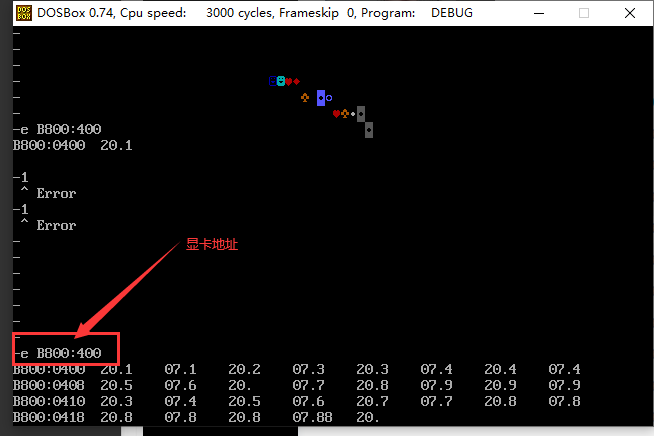 DOSBox 0.74, Cpu speed: 3000 cycles, Frameskip 0, Program: DEBUG
-
-
-
-
-
-
-e B800:400
B800:0400 20.1

-1
^ Error
-1
^ Error
-
显卡地址
-
-
-
-
-
-
-e B800:400
B800:0400 20.1 07.1 20.2 07.3 20.3 07.4 20.4 07.4
B800:0408 20.5 07.6 20. 07.7 20.8 07.9 20.9 07.9
B800:0410 20.3 07.4 20.5 07.6 20.7 07.7 20.8 07.8
B800:0418 20.8 07.8 20.8 07.88 20.